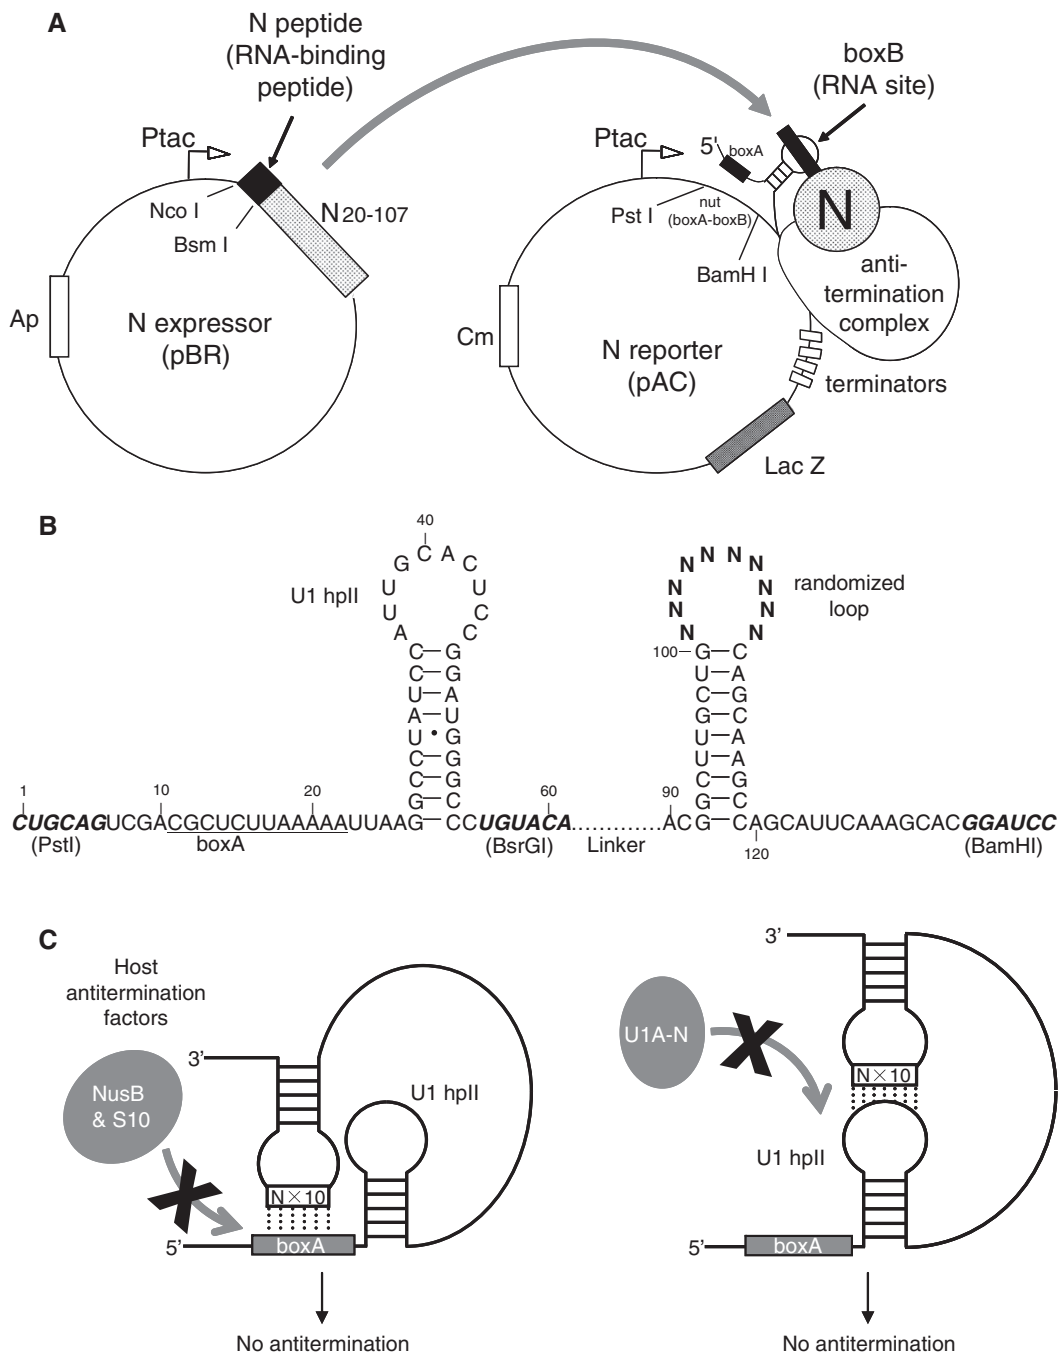 A
N peptide
(RNA-binding
peptide)
Ptac
Nco I
Bsm I
N 20-107
Ap
N expressor
(pBR)
boxB
(RNA site)
Ptac
5'
boxA
Pst I
nut
(boxA-boxB)
BamH I
N
anti-
termination
complex
Cm
N reporter
(pAC)
terminators
Lac Z
B
40
G C A C
U U
U C
A C
U1 hpII
N N N N N N N N N N
randomized
loop
C G
100 G C
C G
U A
U A
C G
A U
G C
U • G
U A
C G
U A
C G
C G
G C
G C
1 10 20 60 90
CUGCAGUCGACGCUCUUAAAAAUUAAG CCUGUACA............ACG CAGCAUUCAAAGCACGGAUCC
(PstI) boxA (BsrGI) Linker 120 (BamHI)
C
Host
antitermination
factors
NusB
& S10
3'
U1 hpII
N×10
5'
boxA
No antitermination
3'
U1A-N
N×10
U1 hpII
5'
boxA
No antitermination